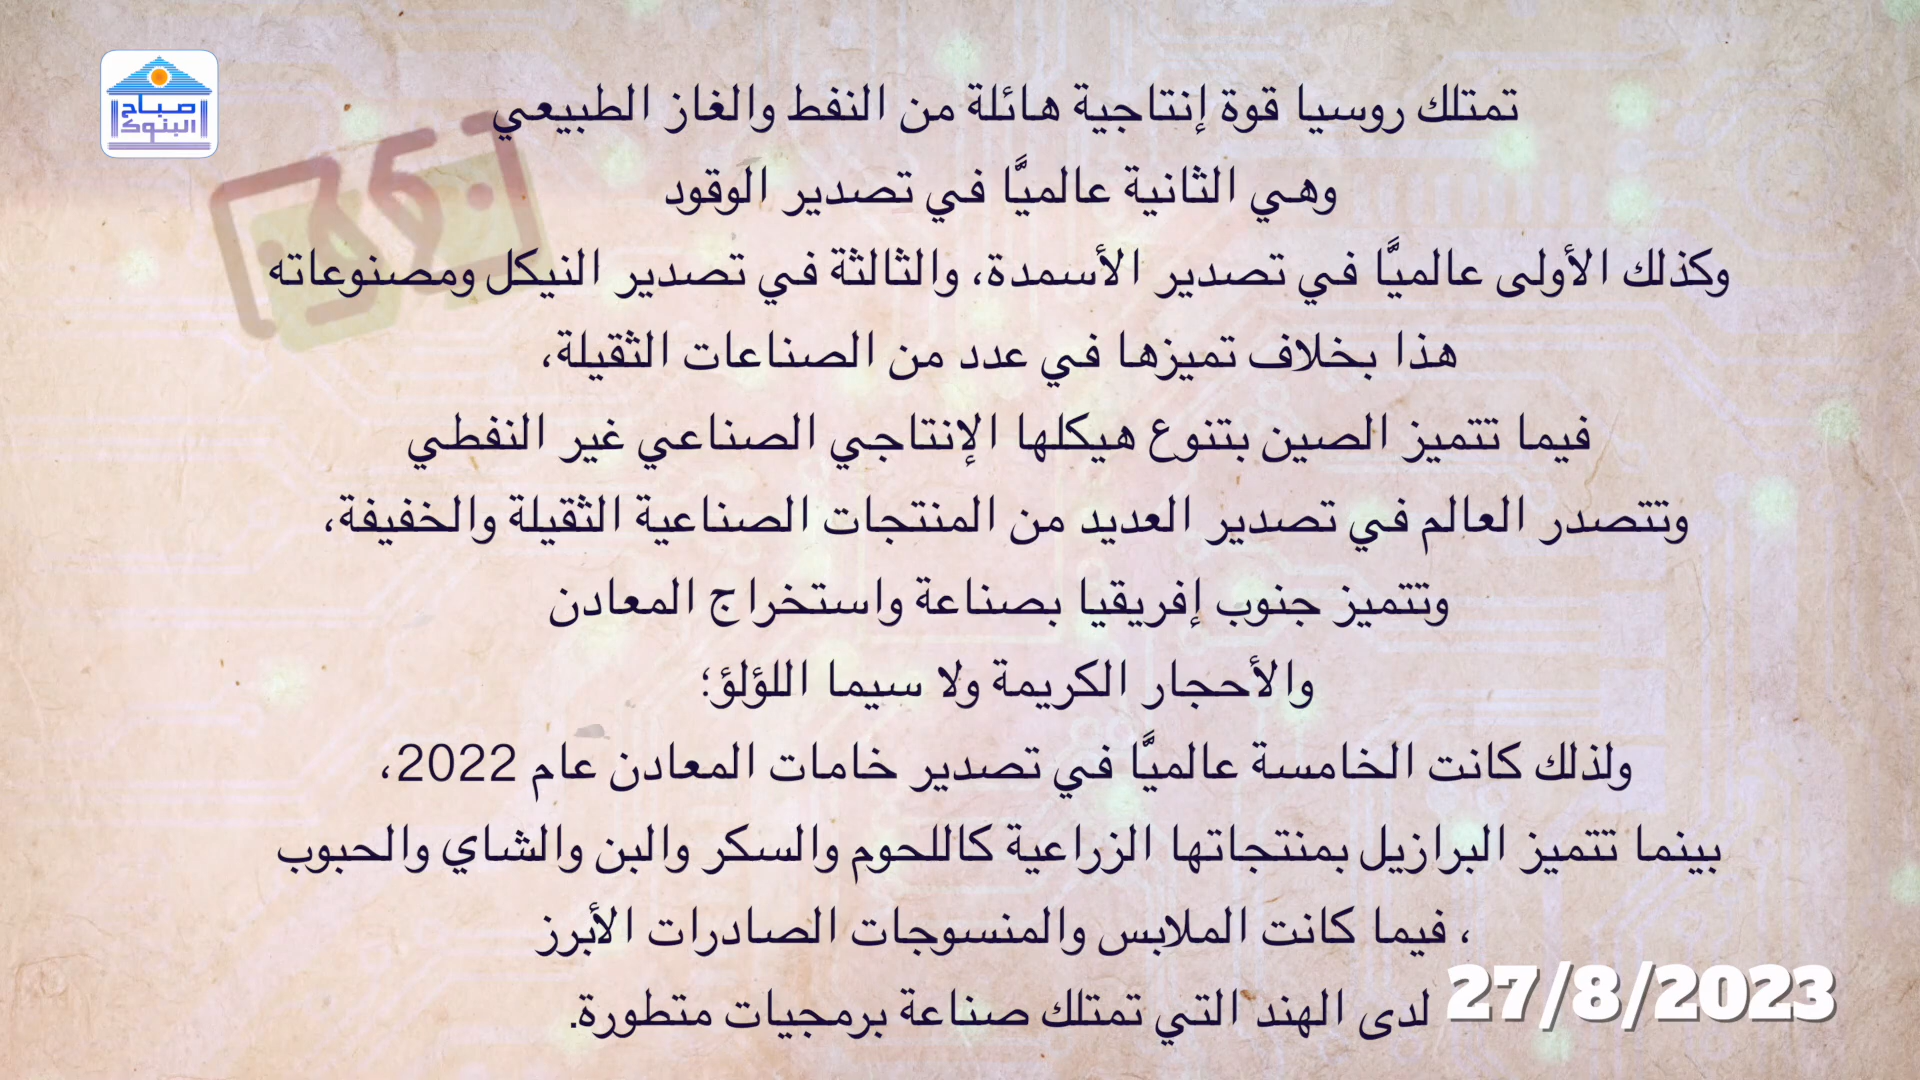 صباح
البنوك
تمتلك روسيا قوة إنتاجية هائلة من النفط والغاز الطبيعي
وهي الثانية عالميًّا في تصدير الوقود
وكذلك الأولى عالميًّا في تصدير الأسمدة، والثالثة في تصدير النيكل ومصنوعاته
هذا بخلاف تميزها في عدد من الصناعات الثقيلة،
فيما تتميز الصين بتنوع هيكلها الإنتاجي الصناعي غير النفطي
وتتصدر العالم في تصدير العديد من المنتجات الصناعية الثقيلة والخفيفة،
وتتميز جنوب إفريقيا بصناعة واستخراج المعادن
والأحجار الكريمة ولا سيما اللؤلؤ؛
ولذلك كانت الخامسة عالميًّا في تصدير خامات المعادن عام 2022،
بينما تتميز البرازيل بمنتجاتها الزراعية كاللحوم والسكر والبن والشاي والحبوب
، فيما كانت الملابس والمنسوجات الصادرات الأبرز
لدى الهند التي تمتلك صناعة برمجيات متطورة.
27/8/2023